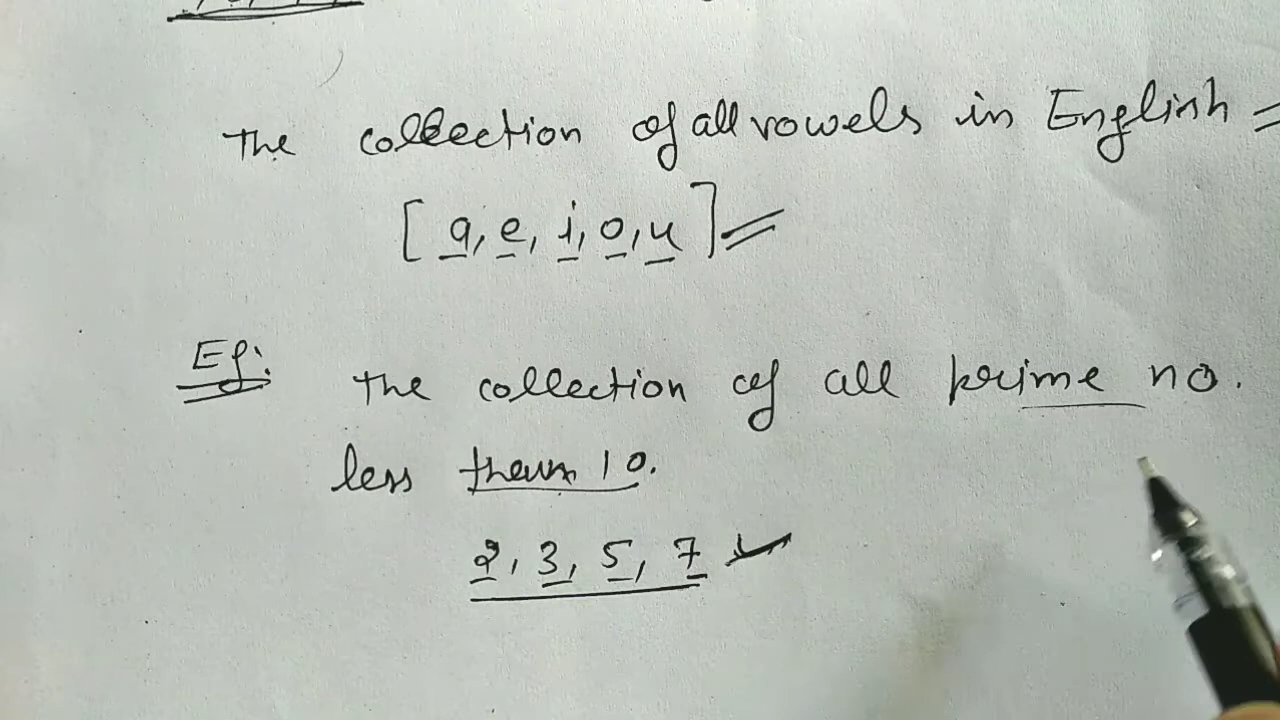 The collection of all vowels in English =
[ a, e, i, o, u ]
Eg:
The collection of all prime no.
less than 10.
2, 3, 5, 7